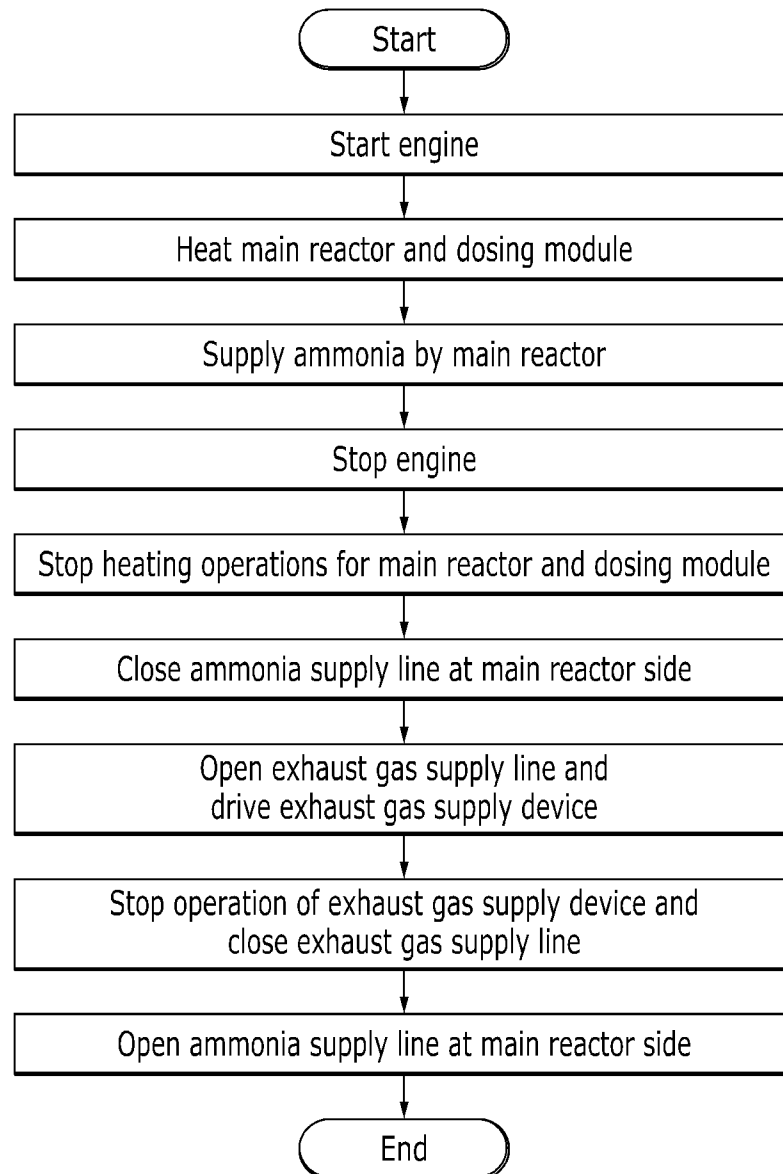 Start
Start engine
Heat main reactor and dosing module
Supply ammonia by main reactor
Stop engine
Stop heating operations for main reactor and dosing module
Close ammonia supply line at main reactor side
Open exhaust gas supply line and
drive exhaust gas supply device
Stop operation of exhaust gas supply device and
close exhaust gas supply line
Open ammonia supply line at main reactor side
End